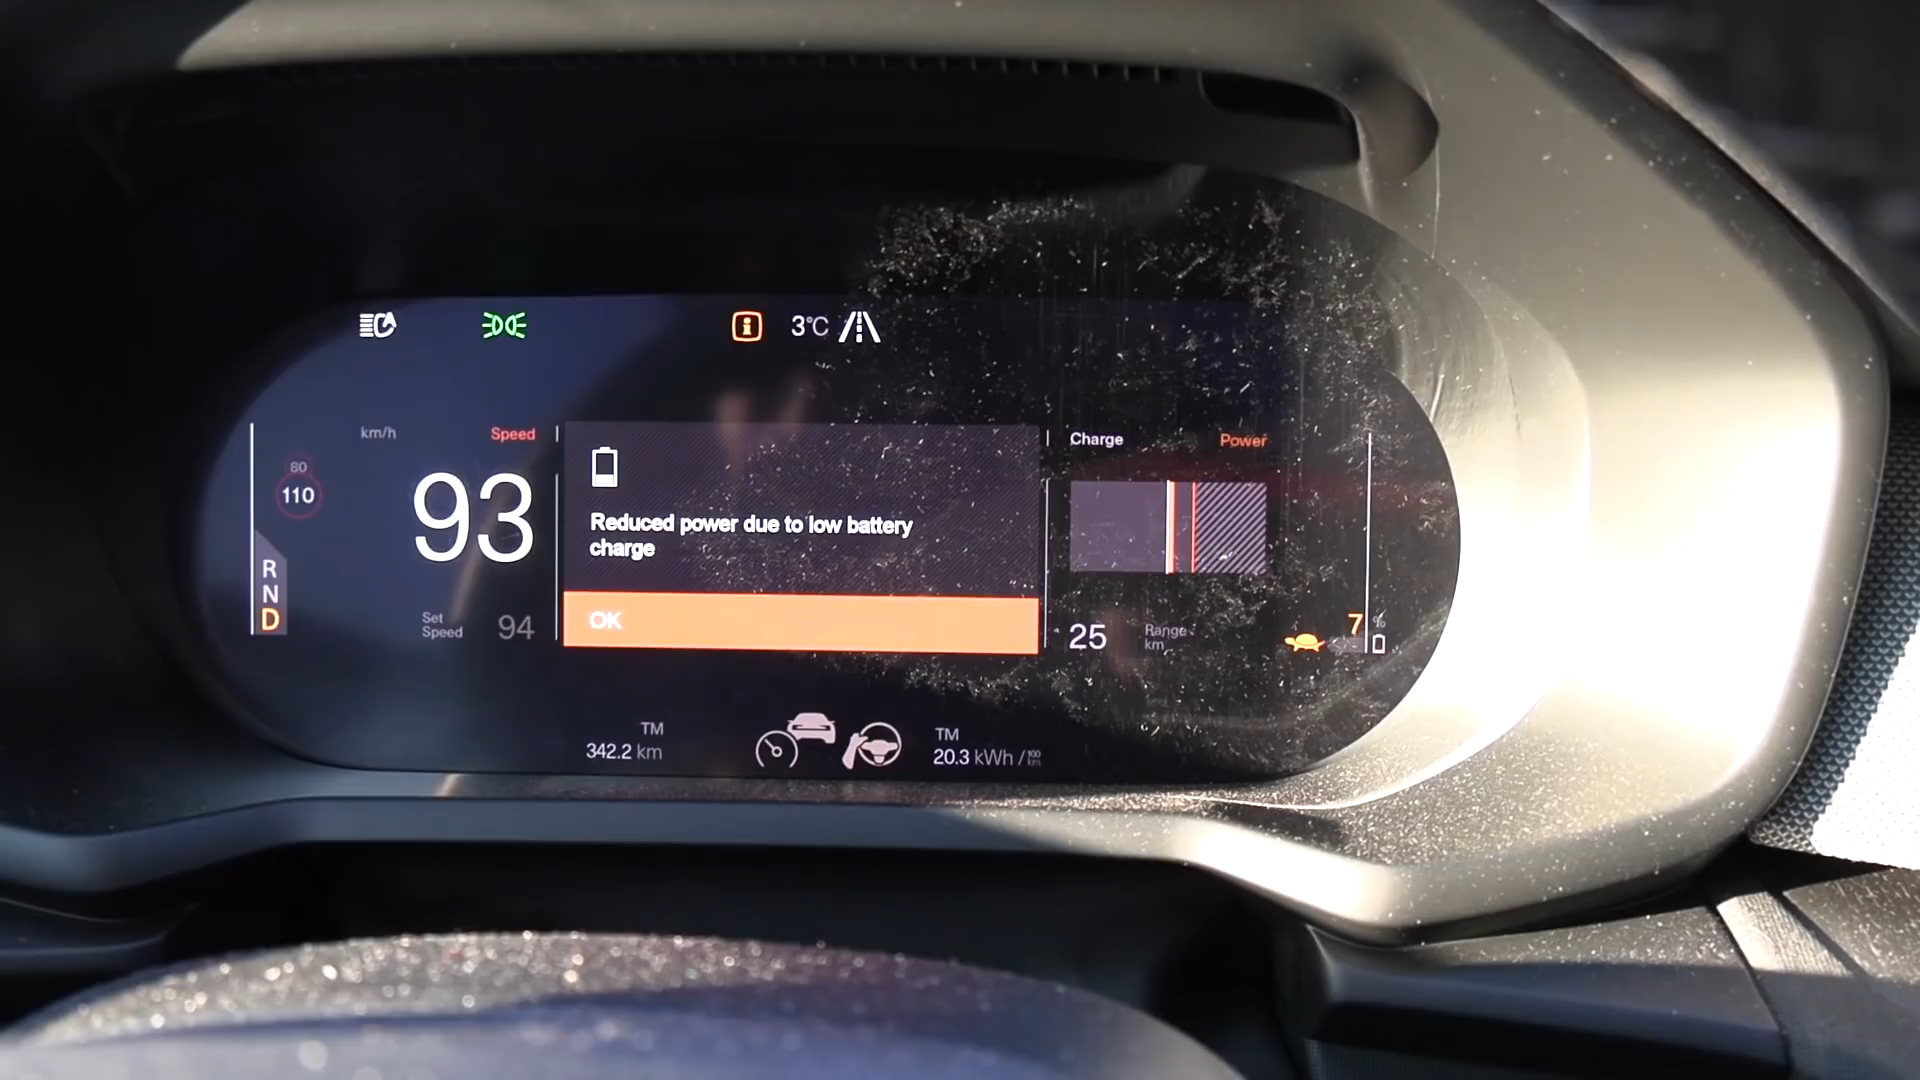 3°C
km/h
Speed
80
110
93
R
N
D
Set
Speed
94
Reduced power due to low battery
charge
OK
Charge
Power
25
Range
km
7
%
TM
342.2 km
TM
20.3 kWh / 100 km